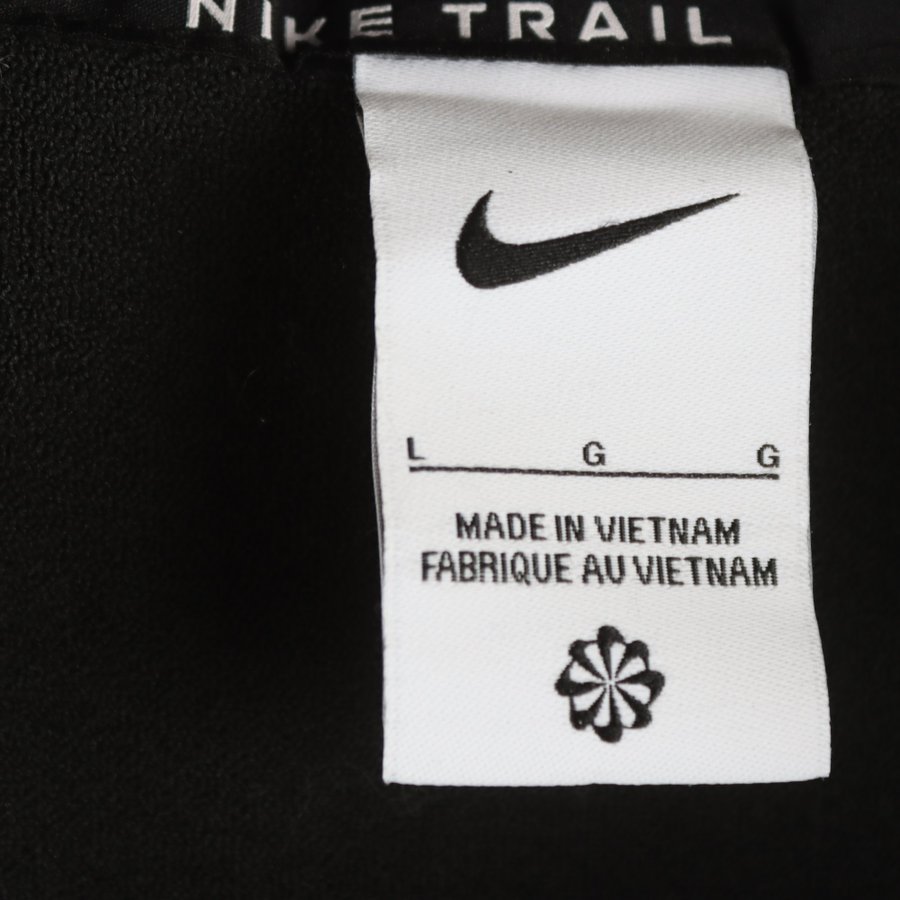 NIKE TRAIL
L G G
MADE IN VIETNAM
FABRIQUE AU VIETNAM